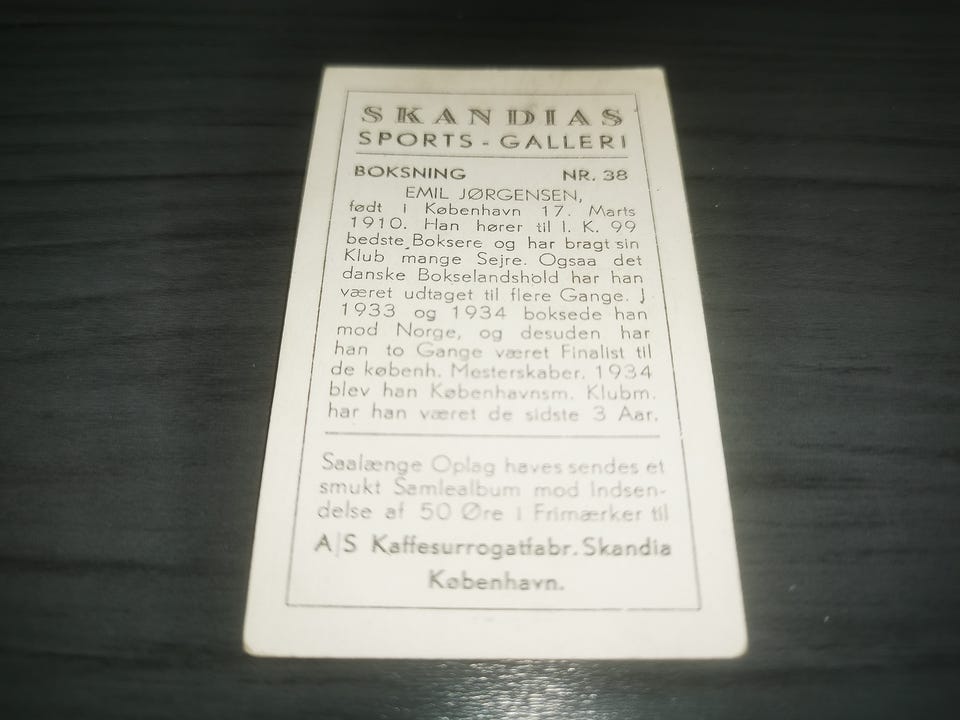 SKANDIAS
SPORTS - GALLERI
BOKSNING NR. 38
EMIL JØRGENSEN,
født i København 17. Marts
1910. Han hører til I. K. 99
bedste Boksere og har bragt sin
Klub mange Sejre. Ogsaa det
danske Bokselandshold har han
været udtaget til flere Gange. J
1933 og 1934 boksede han
mod Norge, og desuden har
han to Gange været Finalist til
de københ. Mesterskaber. 1934
blev han Københavnsm. Klubm.
har han været de sidste 3 Aar.
Saalænge Oplag haves sendes et
smukt Samlealbum mod Indsen-
delse af 50 Øre i Frimærker til
A|S Kaffesurrogatfabr. Skandia
København.